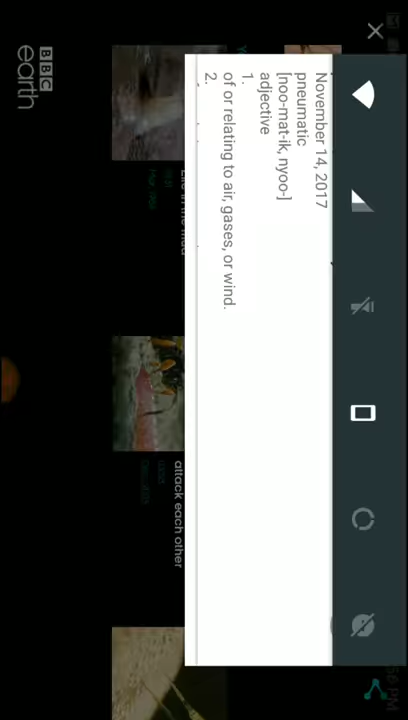 November 14, 2017
pneumatic
[noo-mat-ik, nyoo-]
adjective
1.
of or relating to air, gases, or wind.
2.
attack each other
BBC
earth